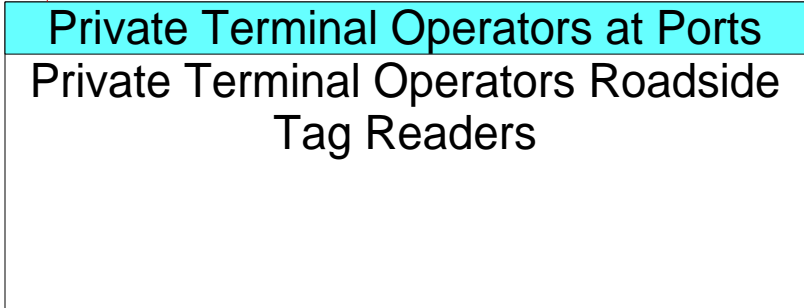 Private Terminal Operators at Ports
Private Terminal Operators Roadside
Tag Readers